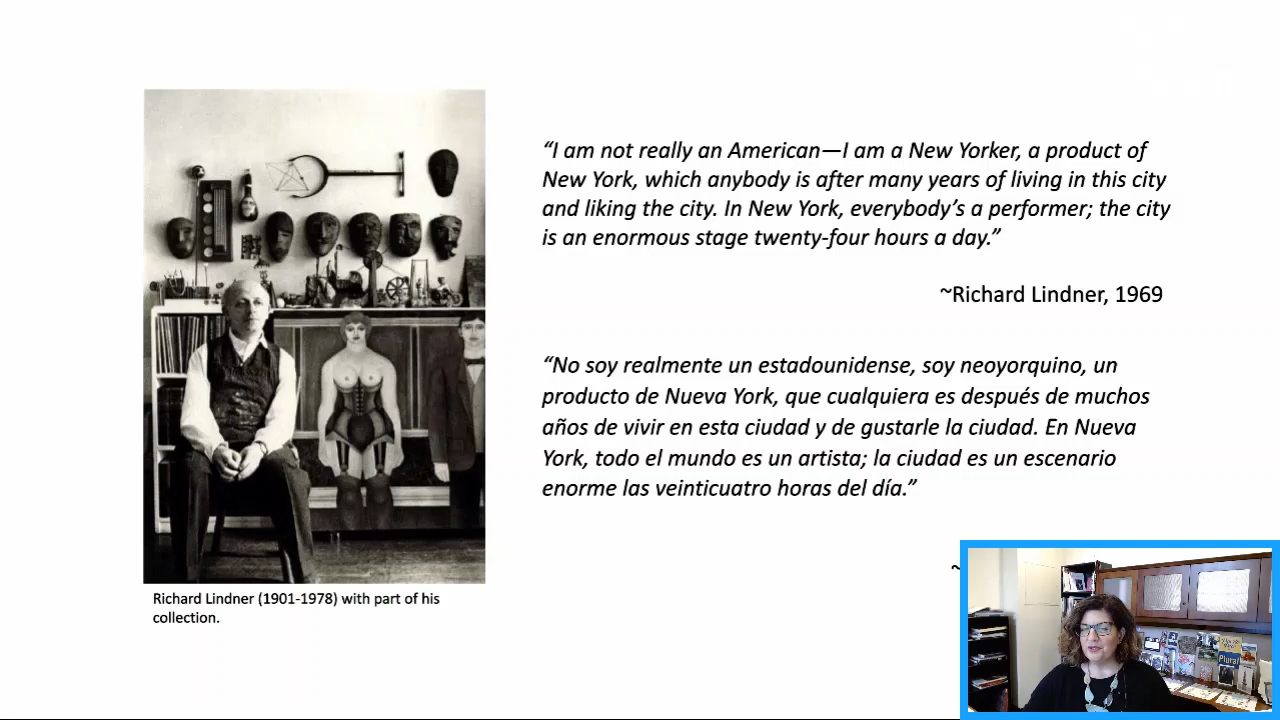 “I am not really an American—I am a New Yorker, a product of
New York, which anybody is after many years of living in this city
and liking the city. In New York, everybody’s a performer; the city
is an enormous stage twenty-four hours a day.”
~Richard Lindner, 1969
“No soy realmente un estadounidense, soy neoyorquino, un
producto de Nueva York, que cualquiera es después de muchos
años de vivir en esta ciudad y de gustarle la ciudad. En Nueva
York, todo el mundo es un artista; la ciudad es un escenario
enorme las veinticuatro horas del día.”
~
Richard Lindner (1901-1978) with part of his
collection.
Plural